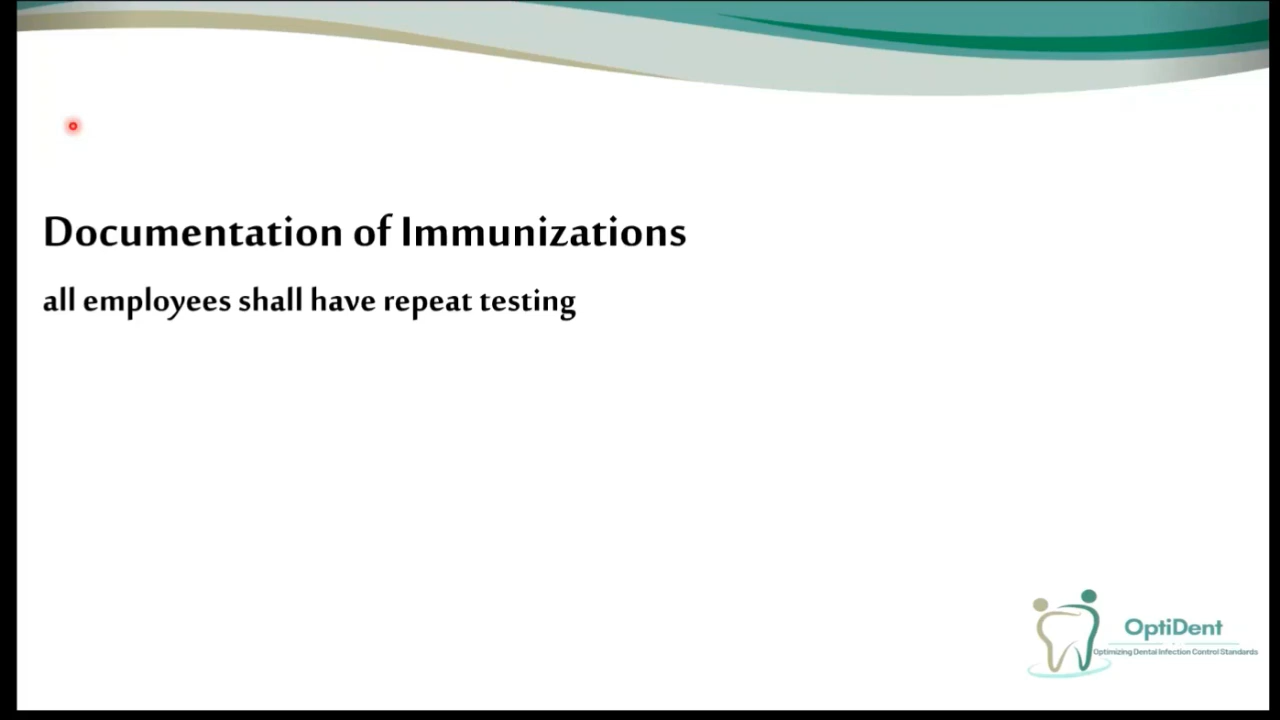 Documentation of Immunizations
all employees shall have repeat testing
OptiDent
Optimizing Dental Infection Control Standards